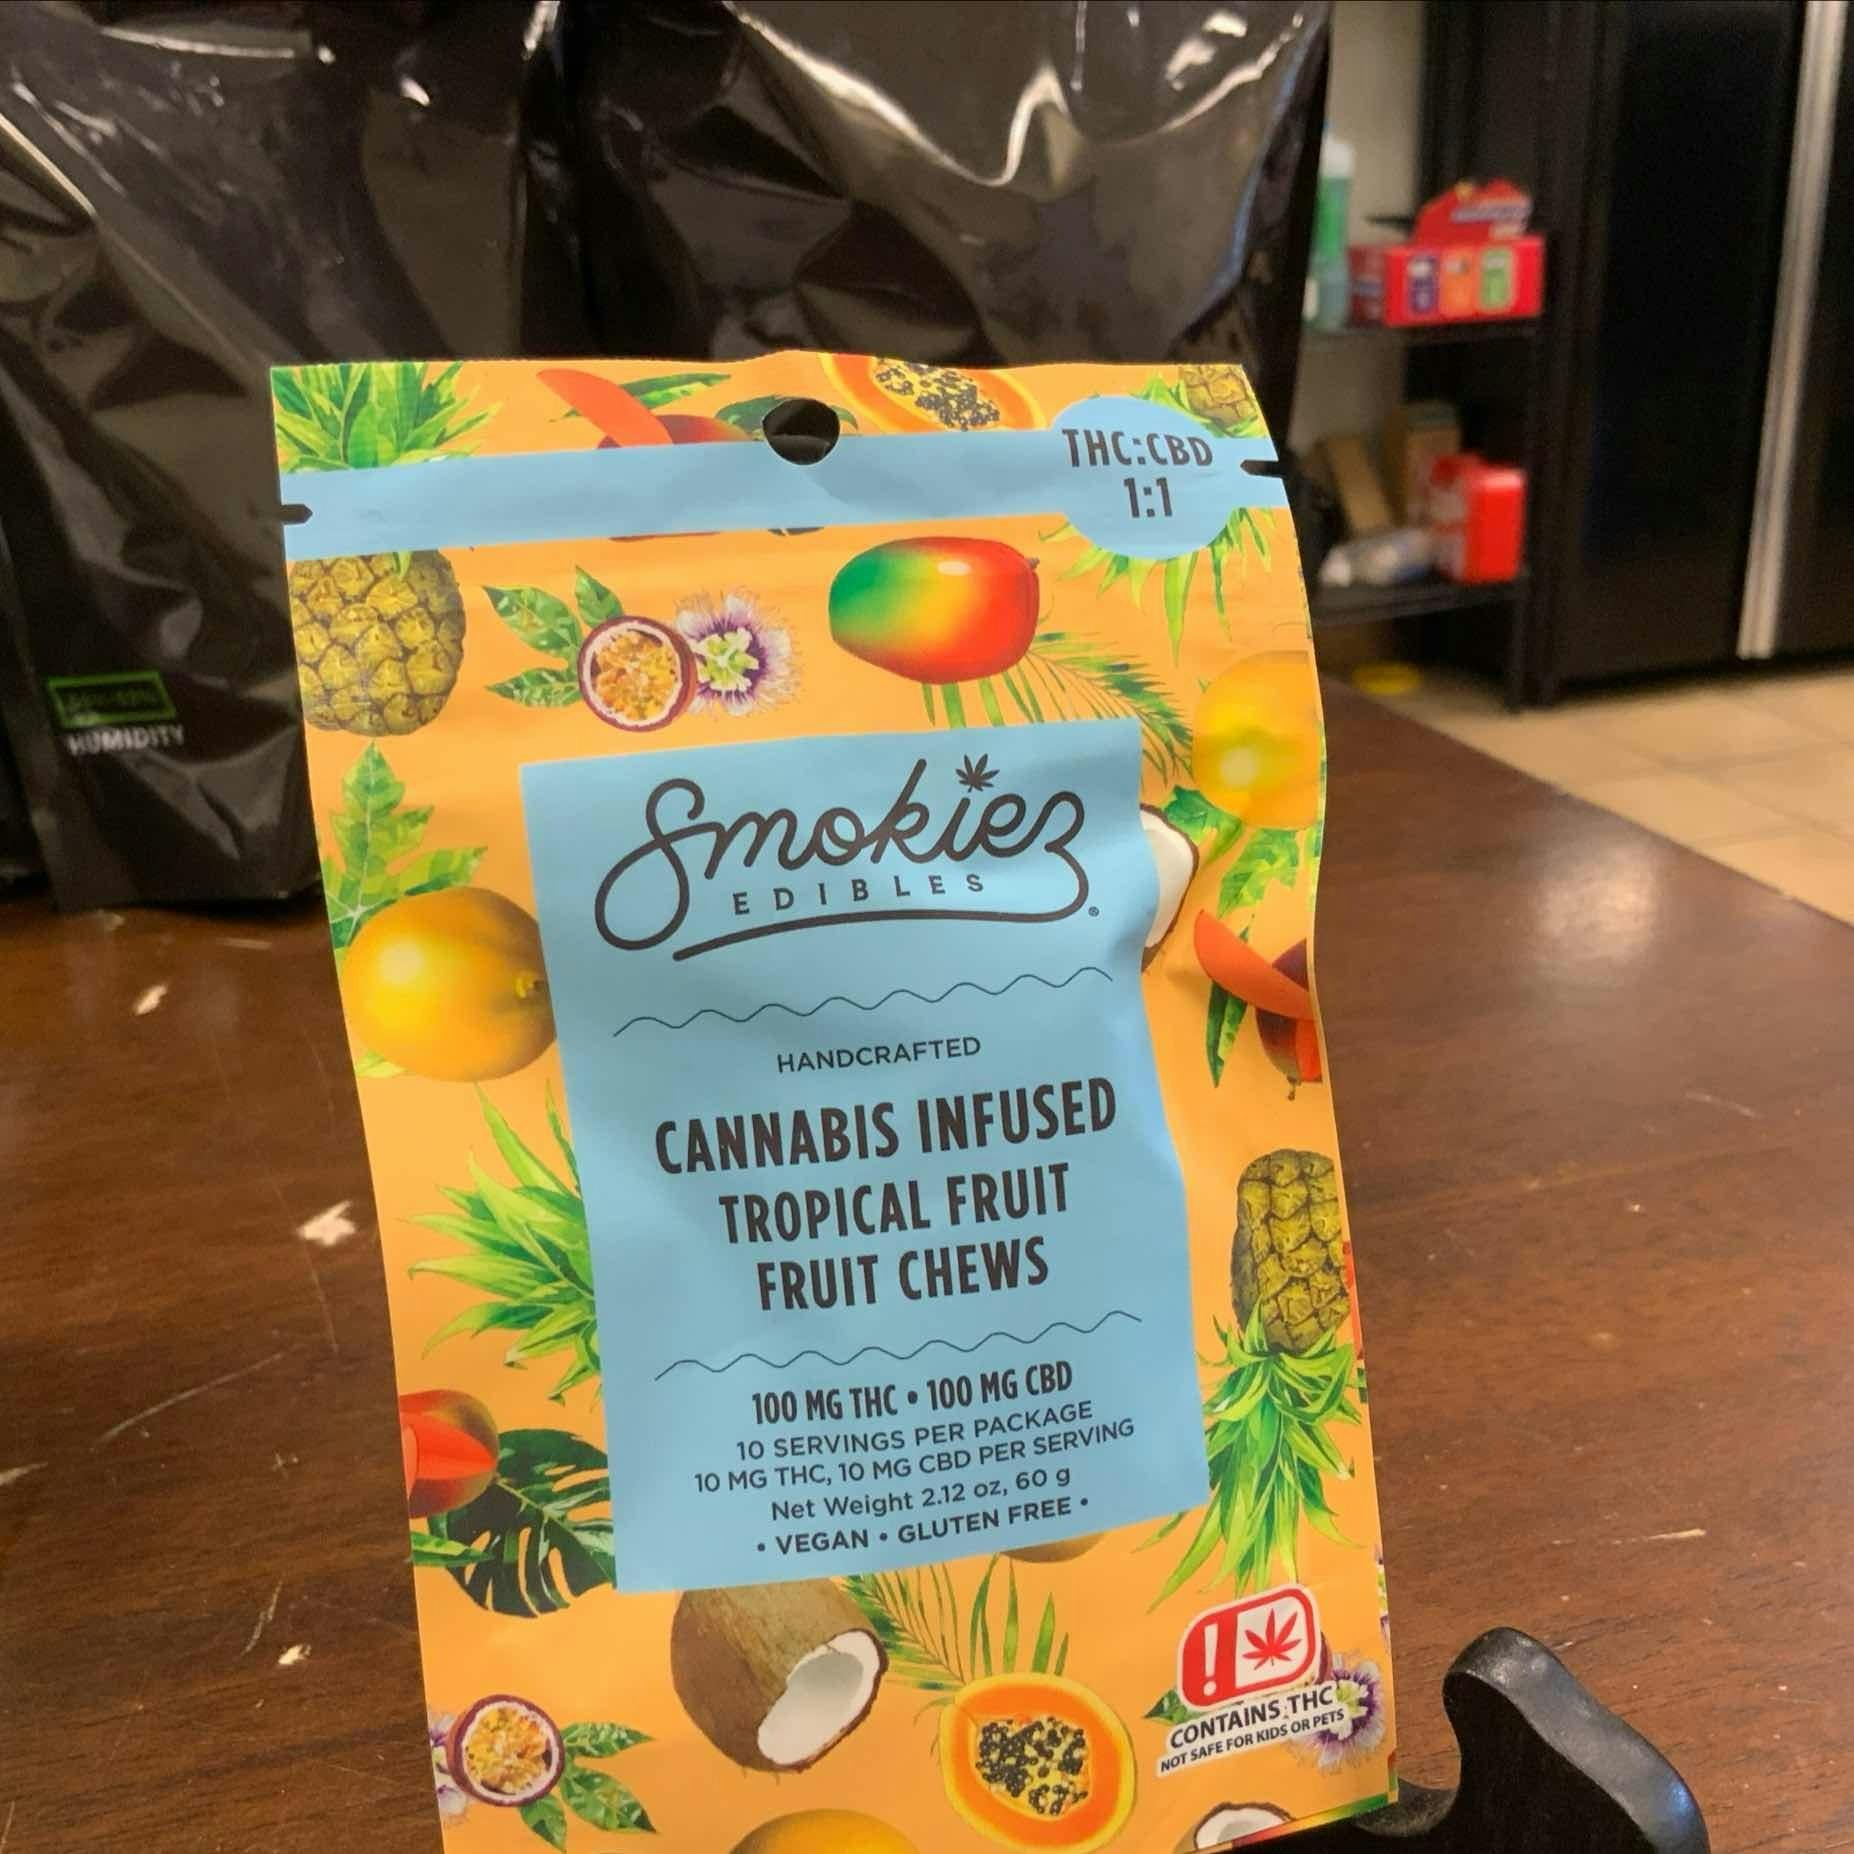 THC:CBD
1:1
HUMIDITY
Smokiez
EDIBLES ®
HANDCRAFTED
CANNABIS INFUSED
TROPICAL FRUIT
FRUIT CHEWS
100 MG THC • 100 MG CBD
10 SERVINGS PER PACKAGE
10 MG THC, 10 MG CBD PER SERVING
Net Weight 2.12 oz, 60 g
• VEGAN • GLUTEN FREE •
!
CONTAINS THC
NOT SAFE FOR KIDS OR PETS